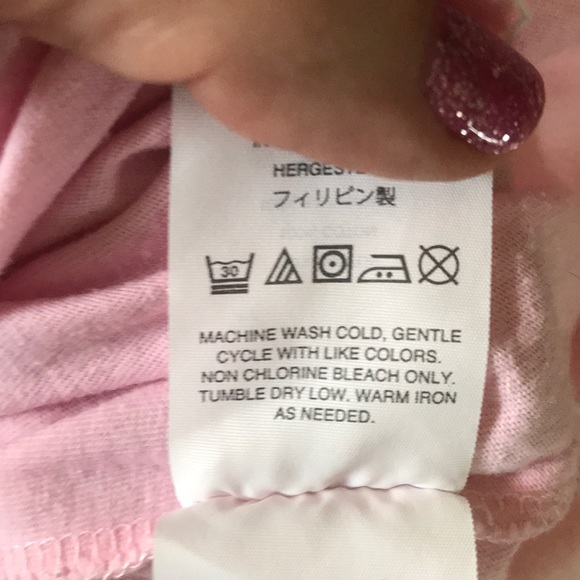 フィリピン製
30
MACHINE WASH COLD, GENTLE
CYCLE WITH LIKE COLORS.
NON CHLORINE BLEACH ONLY.
TUMBLE DRY LOW. WARM IRON
AS NEEDED.